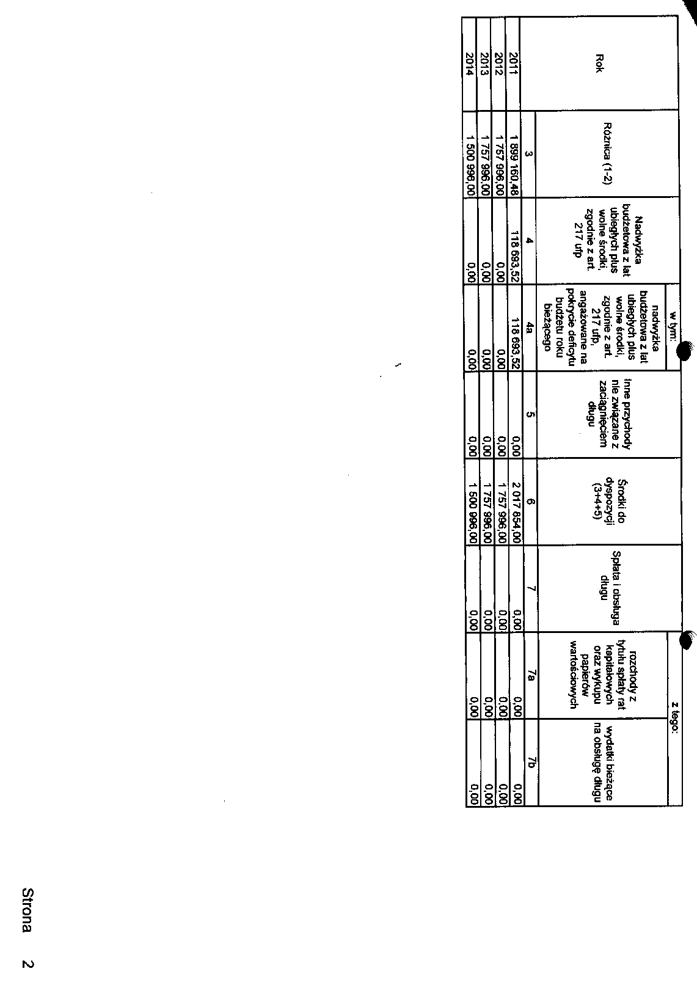 Rok
Różnica (1-2)
Nadwyżka
budżetowa z lat
ubiegłych plus
wolne środki,
zgodnie z art.
217 ufp
w tym:
nadwyżka
budżetowa z lat
ubiegłych plus
wolne środki,
zgodnie z art.
217 ufp,
angażowane na
pokrycie deficytu
budżetu roku
bieżącego
Inne przychody
nie związane z
zaciągnięciem
długu
Środki do
dyspozycji
(3+4+5)
Spłata i obsługa
długu
z tego:
rozchody z
tytułu spłaty rat
kapitałowych
oraz wykupu
papierów
wartościowych
wydatki bieżące
na obsługę długu
3 4 4a 5 6 7 7a 7b
2011 1 899 160,48 118 693,52 118 693,52 0,00 2 017 854,00 0,00 0,00 0,00
2012 1 757 996,00 0,00 0,00 0,00 1 757 996,00 0,00 0,00 0,00
2013 1 757 996,00 0,00 0,00 0,00 1 757 996,00 0,00 0,00 0,00
2014 1 500 996,00 0,00 0,00 0,00 1 500 996,00 0,00 0,00 0,00
Strona 2